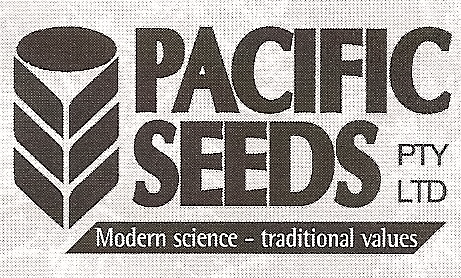 PACIFIC
SEEDS
PTY
LTD
Modern science - traditional values